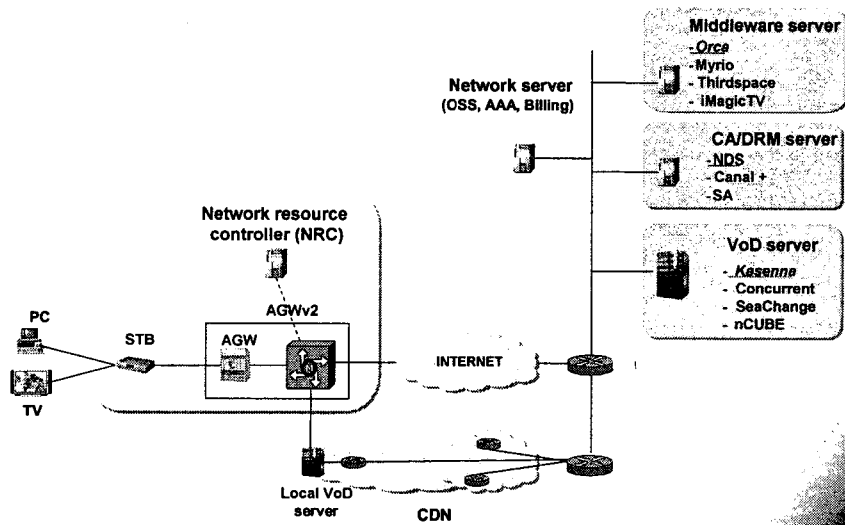 Middleware server
- Orca
- Myrio
- Thirdspace
- iMagicTV
Network server
(OSS, AAA, Billing)
CA/DRM server
- NDS
- Canal +
- SA
Network resource
controller (NRC)
VoD server
- Kasenna
- Concurrent
- SeaChange
- nCUBE
AGWv2
PC
STB
AGW
INTERNET
TV
Local VoD
server
CDN